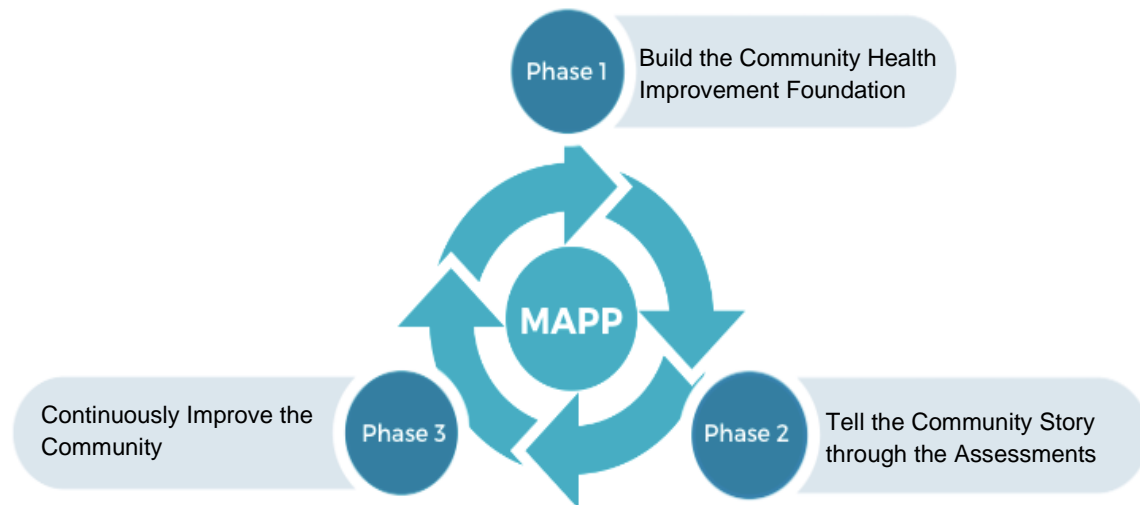 Phase 1
Build the Community Health
Improvement Foundation
MAPP
Continuously Improve the
Community
Phase 3
Phase 2
Tell the Community Story
through the Assessments